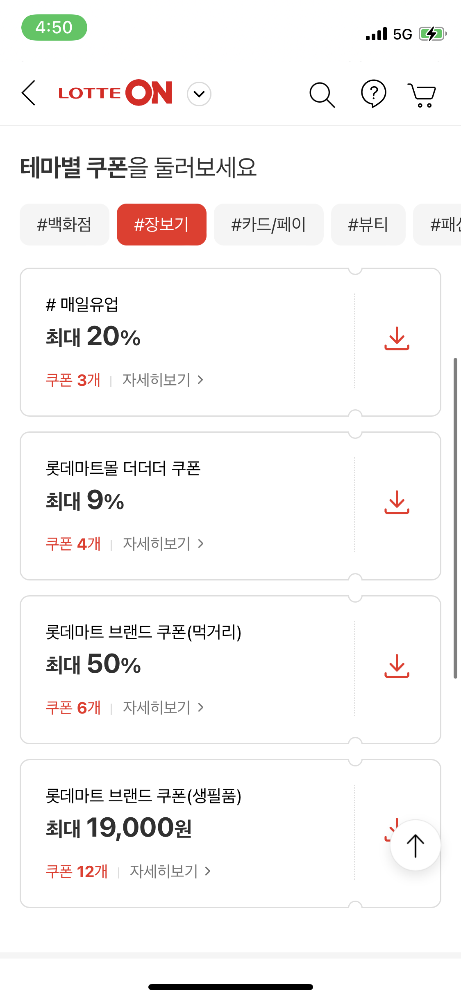 4:50
5G
LOTTE ON
테마별 쿠폰을 둘러보세요
#백화점 #장보기 #카드/페이 #뷰티
# 매일유업
최대 20%
쿠폰 3개 자세히보기
롯데마트몰 더더더 쿠폰
최대 9%
쿠폰 4개 자세히보기
롯데마트 브랜드 쿠폰(먹거리)
최대 50%
쿠폰 6개 자세히보기
롯데마트 브랜드 쿠폰(생필품)
최대 19,000원
쿠폰 12개 자세히보기